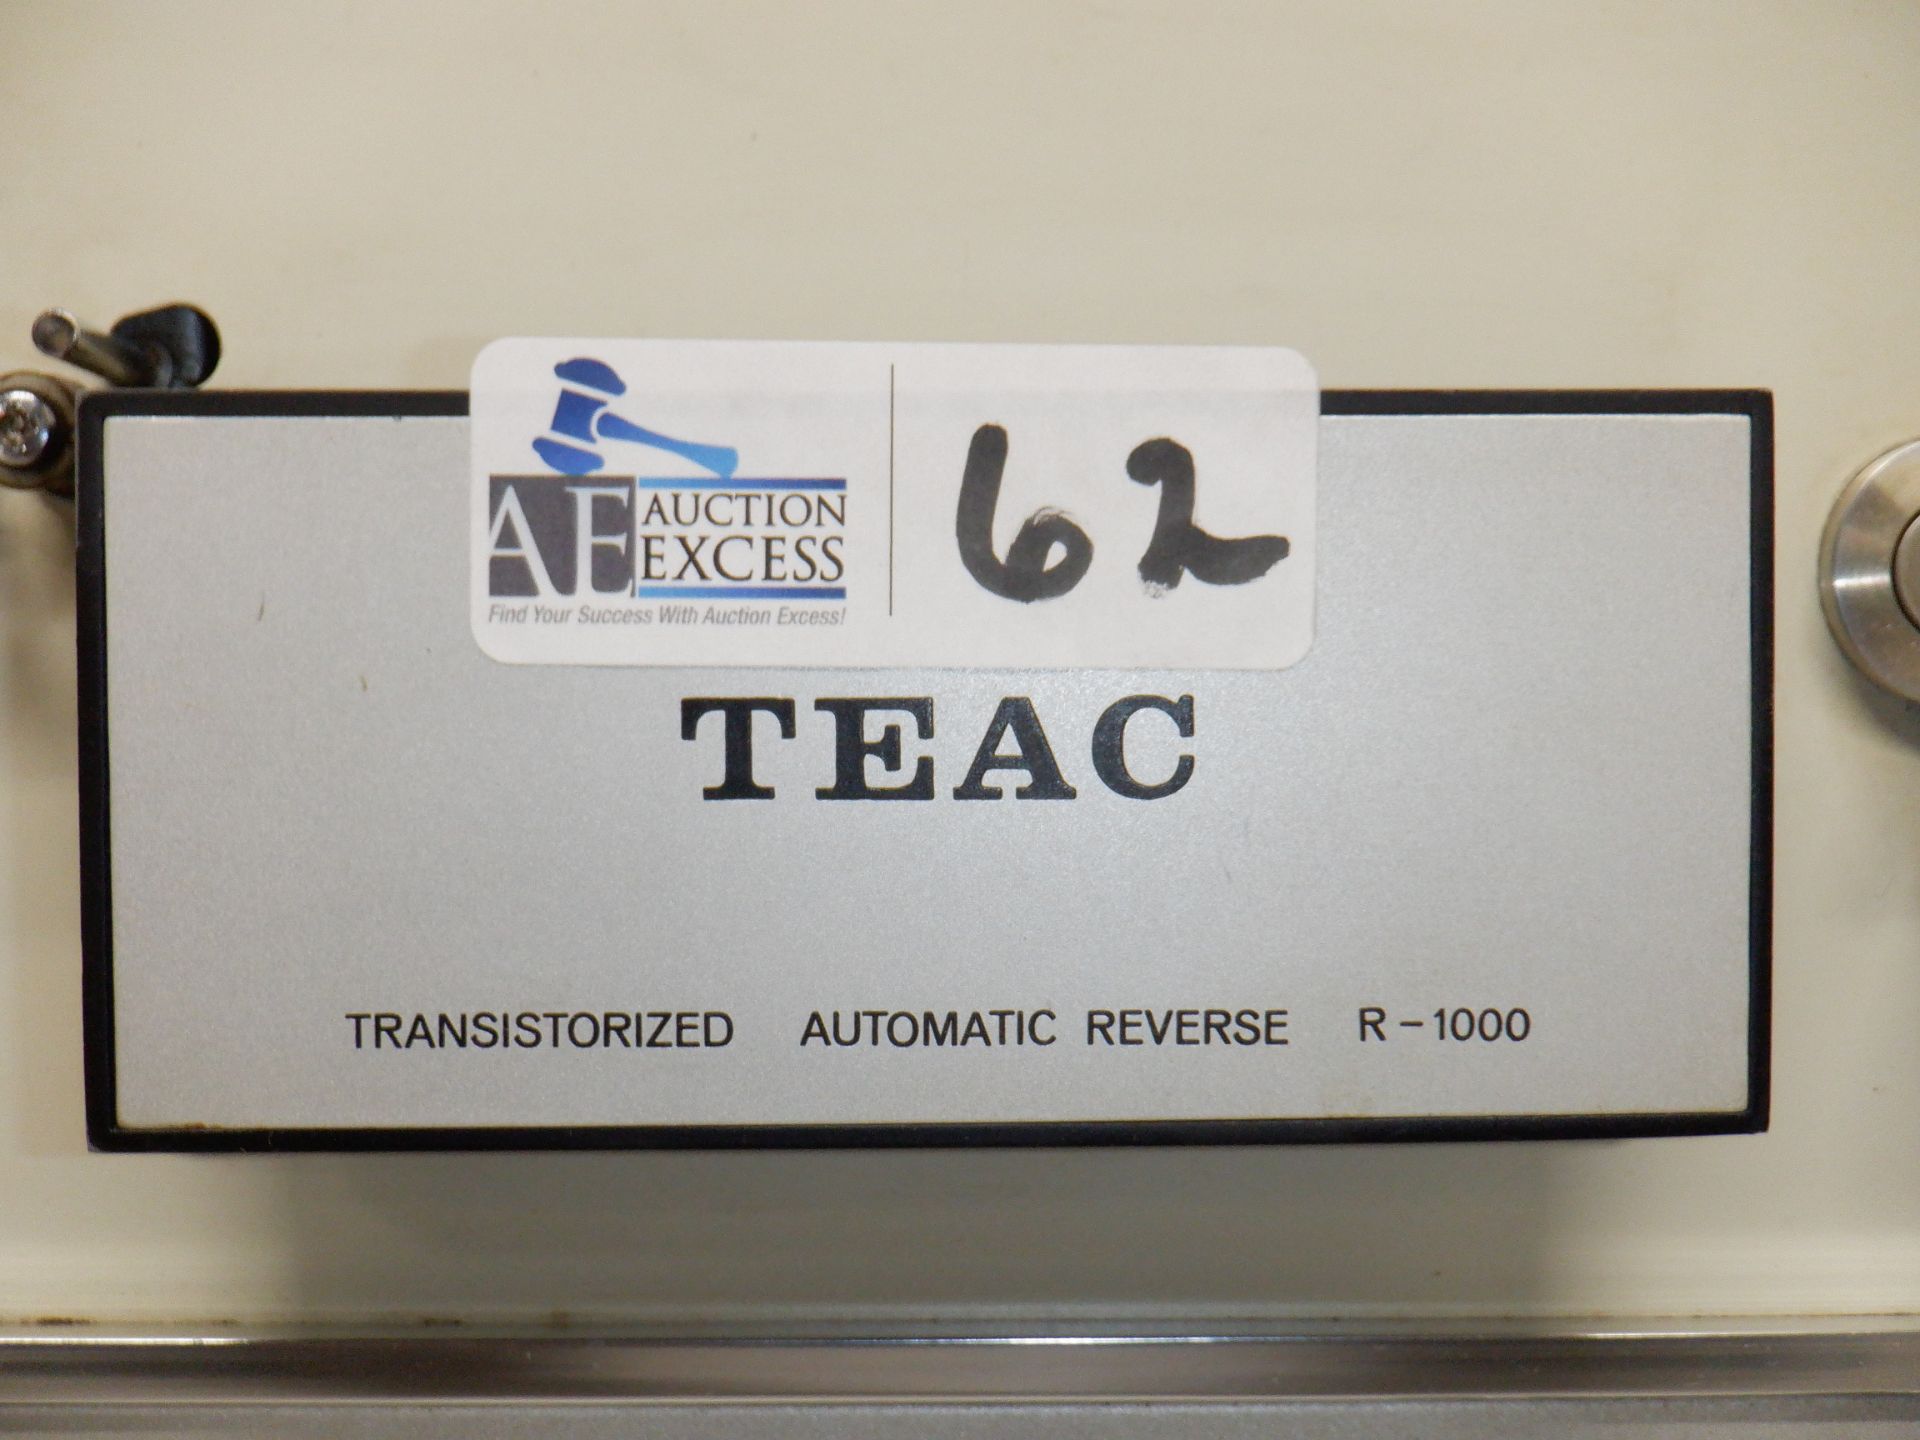 AE AUCTION
EXCESS
Find Your Success With Auction Excess!
62
TEAC
TRANSISTORIZED AUTOMATIC REVERSE R-1000